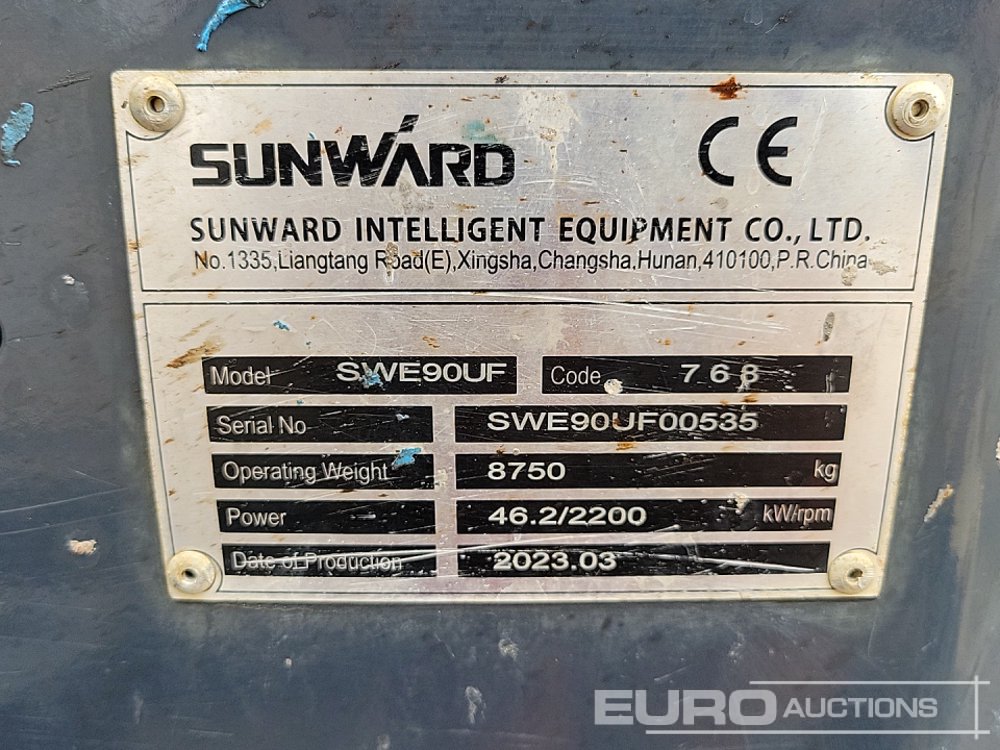 SUNWARD CE
SUNWARD INTELLIGENT EQUIPMENT CO., LTD.
No.1335,Liangtang Road(E),Xingsha,Changsha,Hunan,410100,P.R.China
Model SWE90UF Code 768
Serial No SWE90UF00535
Operating Weight 8750 kg
Power 46.2/2200 kW/rpm
Date of Production 2023.03
EURO AUCTIONS